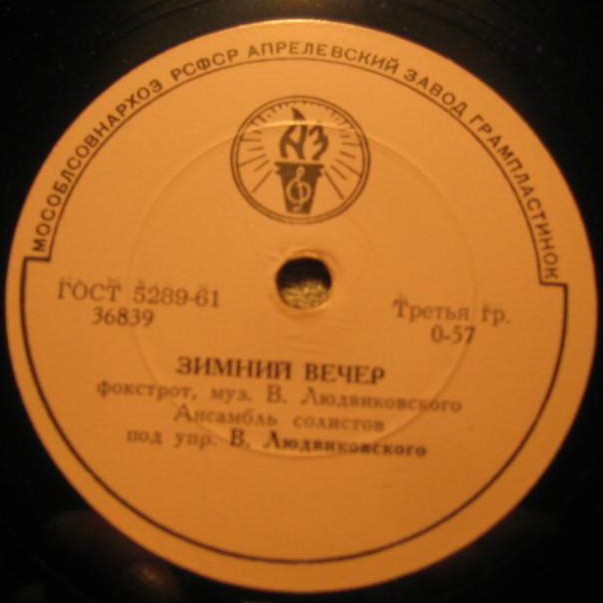 МОСОБЛСОВНАРХОЗ РСФСР АПРЕЛЕВСКИЙ ЗАВОД ГРАМПЛАСТИНОК
АЗ
ГОСТ 5289-61
36839
Третья гр.
0-57
ЗИМНИЙ ВЕЧЕР
фокстрот, муз. В. Людвиковского
Ансамбль солистов
под упр. В. Людвиковского